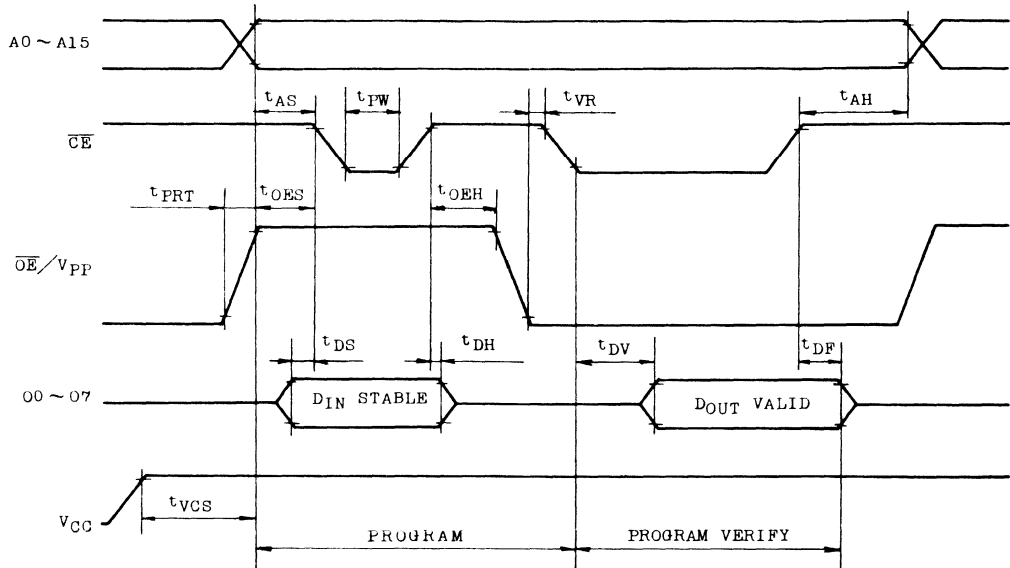 A0~A15
tAS
tPW
tVR
tAH
CE
tPRT
tOES
tOEH
OE/VPP
tDS
tDH
tDV
tDF
O0~O7
DIN STABLE
DOUT VALID
tVCS
VCC
PROGRAM
PROGRAM VERIFY